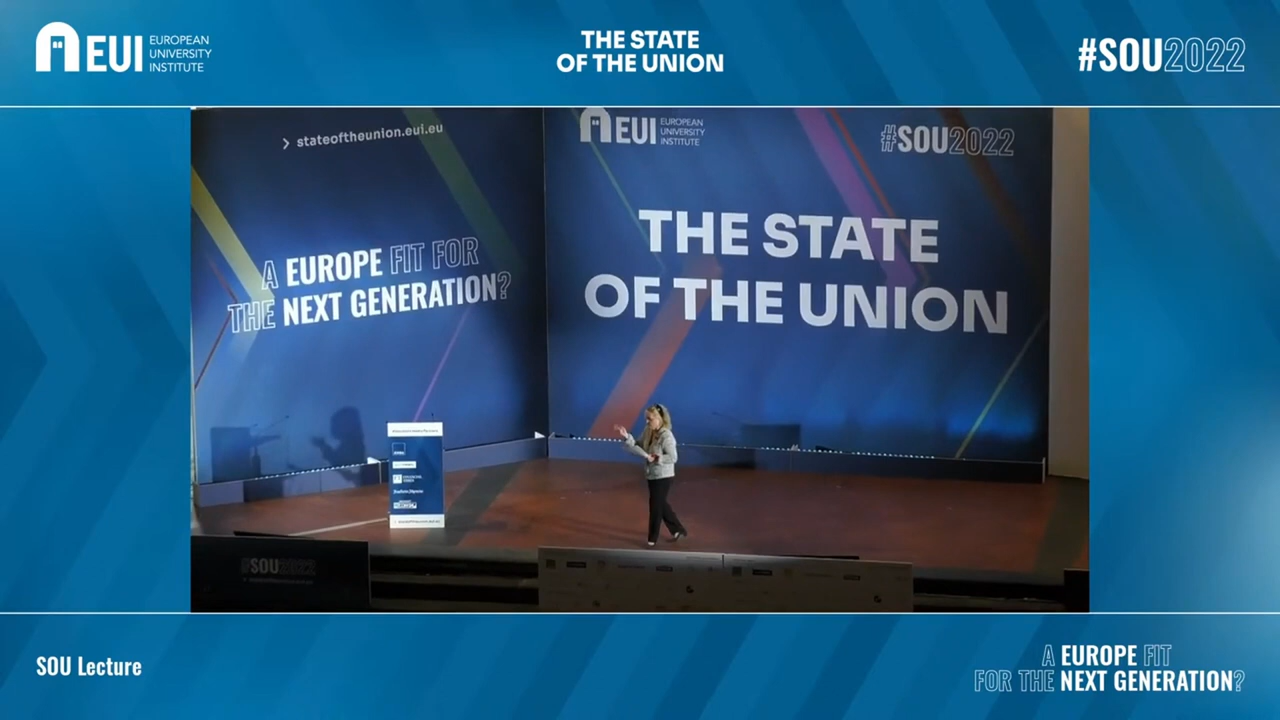 EUI
EUROPEAN
UNIVERSITY
INSTITUTE
THE STATE
OF THE UNION
#SOU2022
stateoftheunion.eui.eu
A EUROPE FIT FOR
THE NEXT GENERATION?
EUI
EUROPEAN
UNIVERSITY
INSTITUTE
#SOU2022
THE STATE
OF THE UNION
#SOU2022
SOU Lecture
A EUROPE FIT
FOR THE NEXT GENERATION?